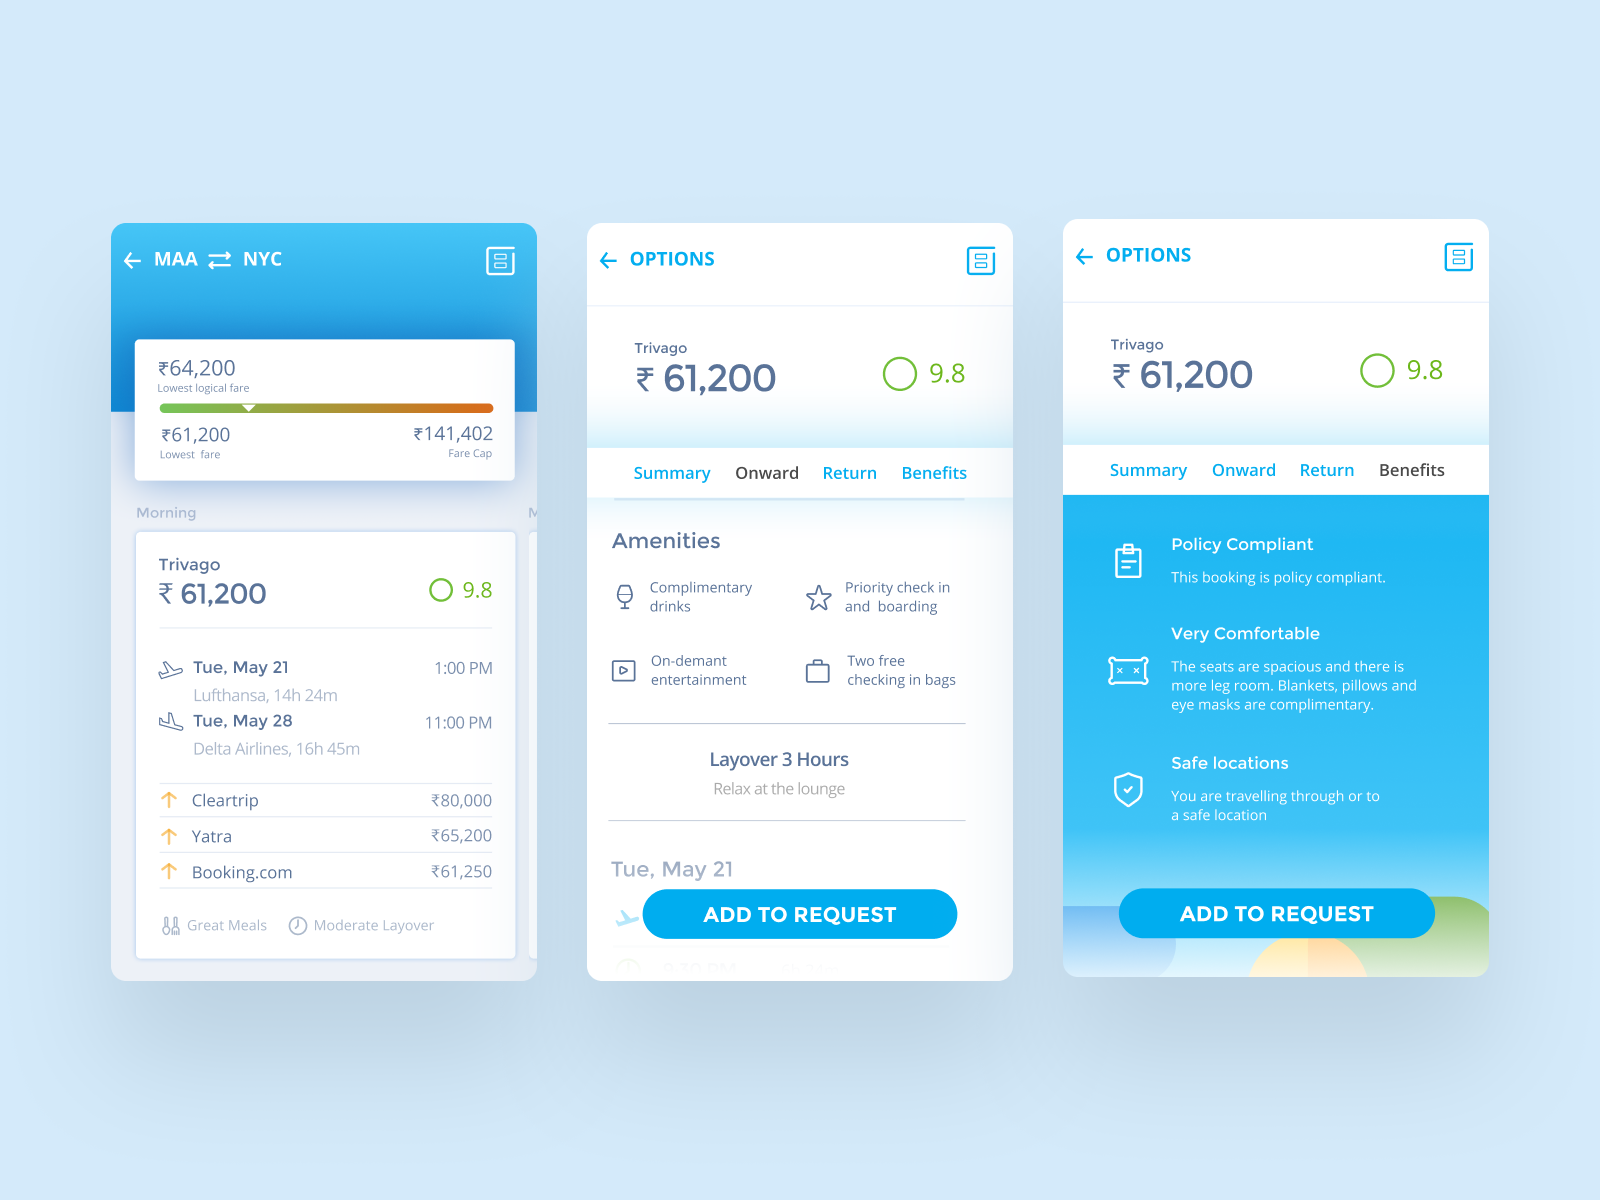 MAA NYC
₹64,200
Lowest logical fare
₹61,200 ₹141,402
Lowest fare Fare Cap
Morning M
Trivago
₹ 61,200 9.8
Tue, May 21 1:00 PM
Lufthansa, 14h 24m
Tue, May 28 11:00 PM
Delta Airlines, 16h 45m
Cleartrip ₹80,000
Yatra ₹65,200
Booking.com ₹61,250
Great Meals Moderate Layover
OPTIONS
Trivago
₹ 61,200 9.8
Summary Onward Return Benefits
Amenities
Complimentary
drinks
Priority check in
and boarding
On-demant
entertainment
Two free
checking in bags
Layover 3 Hours
Relax at the lounge
Tue, May 21
ADD TO REQUEST
OPTIONS
Trivago
₹ 61,200 9.8
Summary Onward Return Benefits
Policy Compliant
This booking is policy compliant.
Very Comfortable
The seats are spacious and there is
more leg room. Blankets, pillows and
eye masks are complimentary.
Safe locations
You are travelling through or to
a safe location
ADD TO REQUEST